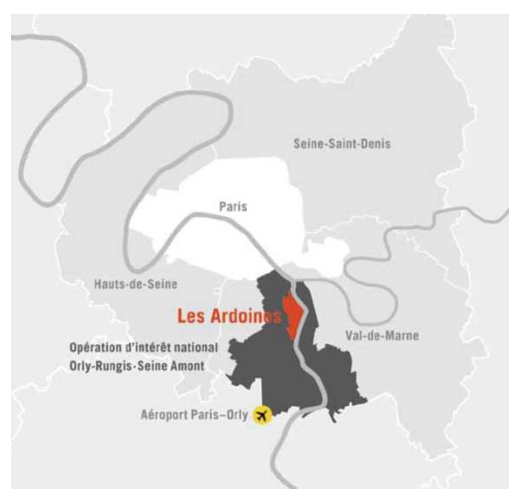 Seine-Saint-Denis
Paris
Hauts-de-Seine
Les Ardoines
Val-de-Marne
Opération d'intérêt national
Orly-Rungis-Seine Amont
Aéroport Paris–Orly